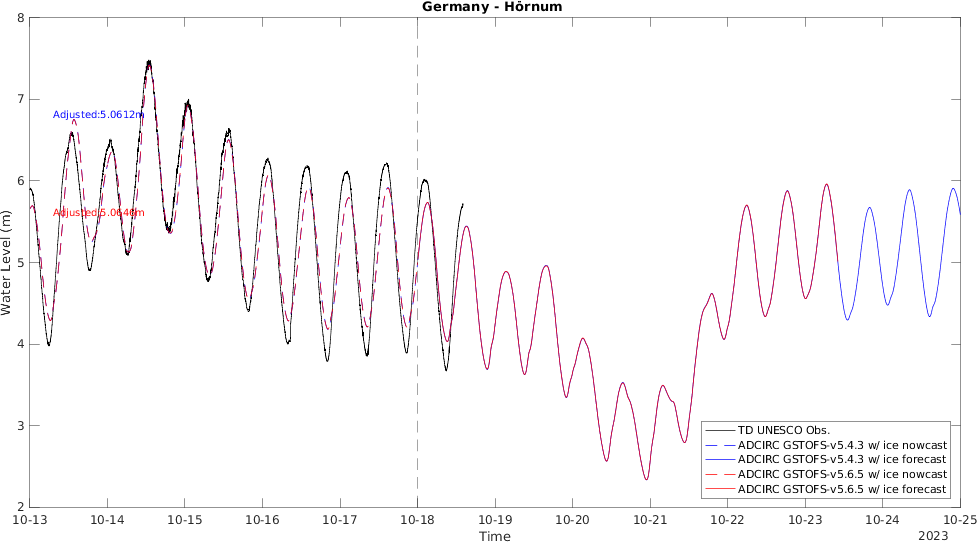 Germany - Hörnum
8
7
6
5
4
3
2
Water Level (m)
Adjusted:5.0612m
Adjusted:5.0646m
TD UNESCO Obs.
ADCIRC GSTOFS-v5.4.3 w/ ice nowcast
ADCIRC GSTOFS-v5.4.3 w/ ice forecast
ADCIRC GSTOFS-v5.6.5 w/ ice nowcast
ADCIRC GSTOFS-v5.6.5 w/ ice forecast
10-13 10-14 10-15 10-16 10-17 10-18 10-19 10-20 10-21 10-22 10-23 10-24 10-25
Time
2023